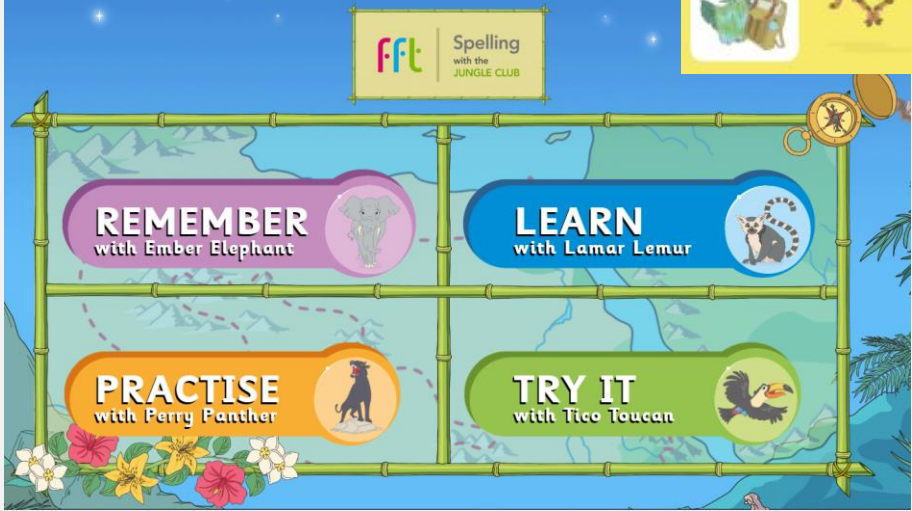 fft
Spelling
with the
JUNGLE CLUB
REMEMBER
with Ember Elephant
LEARN
with Lamar Lemur
PRACTISE
with Perry Panther
TRY IT
with Tico Toucan